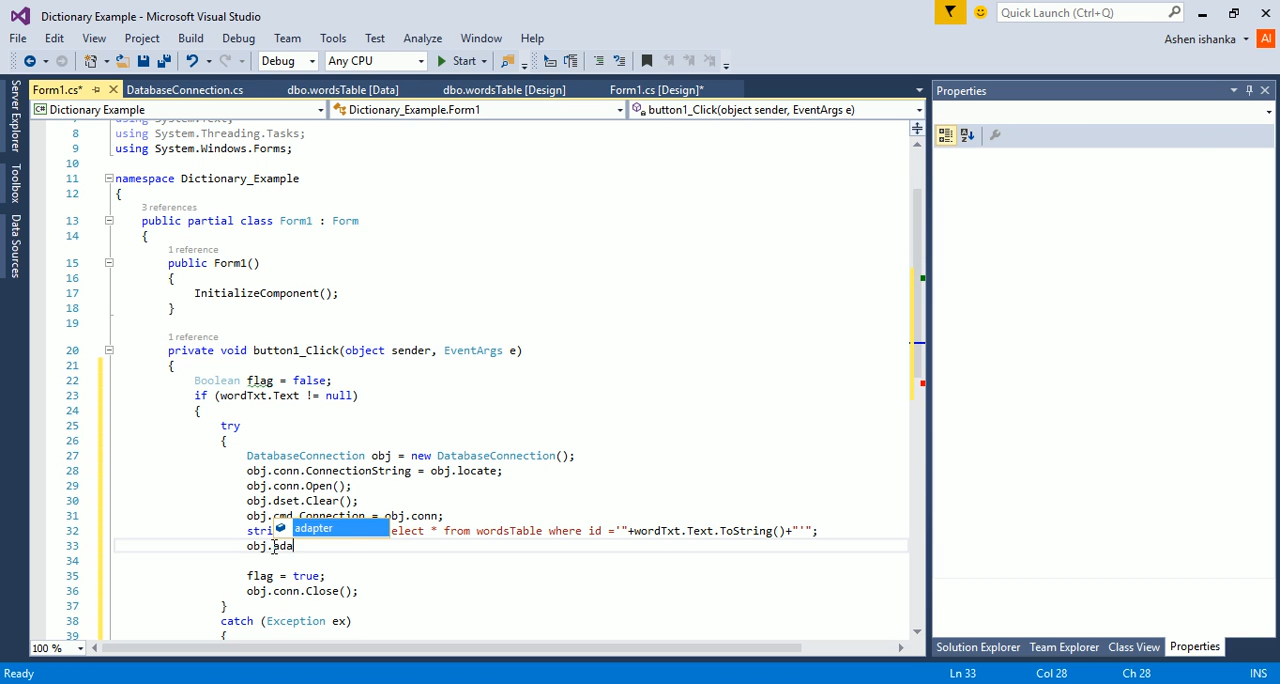 Dictionary Example - Microsoft Visual Studio
Quick Launch (Ctrl+Q)
File Edit View Project Build Debug Team Tools Test Analyze Window Help
Ashen ishanka AI
Debug Any CPU Start
Form1.cs* DatabaseConnection.cs dbo.wordsTable [Data] dbo.wordsTable [Design] Form1.cs [Design]*
Dictionary Example Dictionary_Example.Form1 button1_Click(object sender, EventArgs e)
Server Explorer
Toolbox
Data Sources
7 using System.Text;
8 using System.Threading.Tasks;
9 using System.Windows.Forms;
10
11 namespace Dictionary_Example
12 {
3 references
13 public partial class Form1 : Form
14 {
1 reference
15 public Form1()
16 {
17 InitializeComponent();
18 }
19
1 reference
20 private void button1_Click(object sender, EventArgs e)
21 {
22 Boolean flag = false;
23 if (wordTxt.Text != null)
24 {
25 try
26 {
27 DatabaseConnection obj = new DatabaseConnection();
28 obj.conn.ConnectionString = obj.locate;
29 obj.conn.Open();
30 obj.dset.Clear();
31 obj.cmd.Connection = obj.conn;
adapter
32 stri elect * from wordsTable where id ='"+wordTxt.Text.ToString()+"'";
33 obj.ada
34
35 flag = true;
36 obj.conn.Close();
37 }
38 catch (Exception ex)
39 {
100 %
Properties
Solution Explorer Team Explorer Class View Properties
Ready Ln 33 Col 28 Ch 28 INS